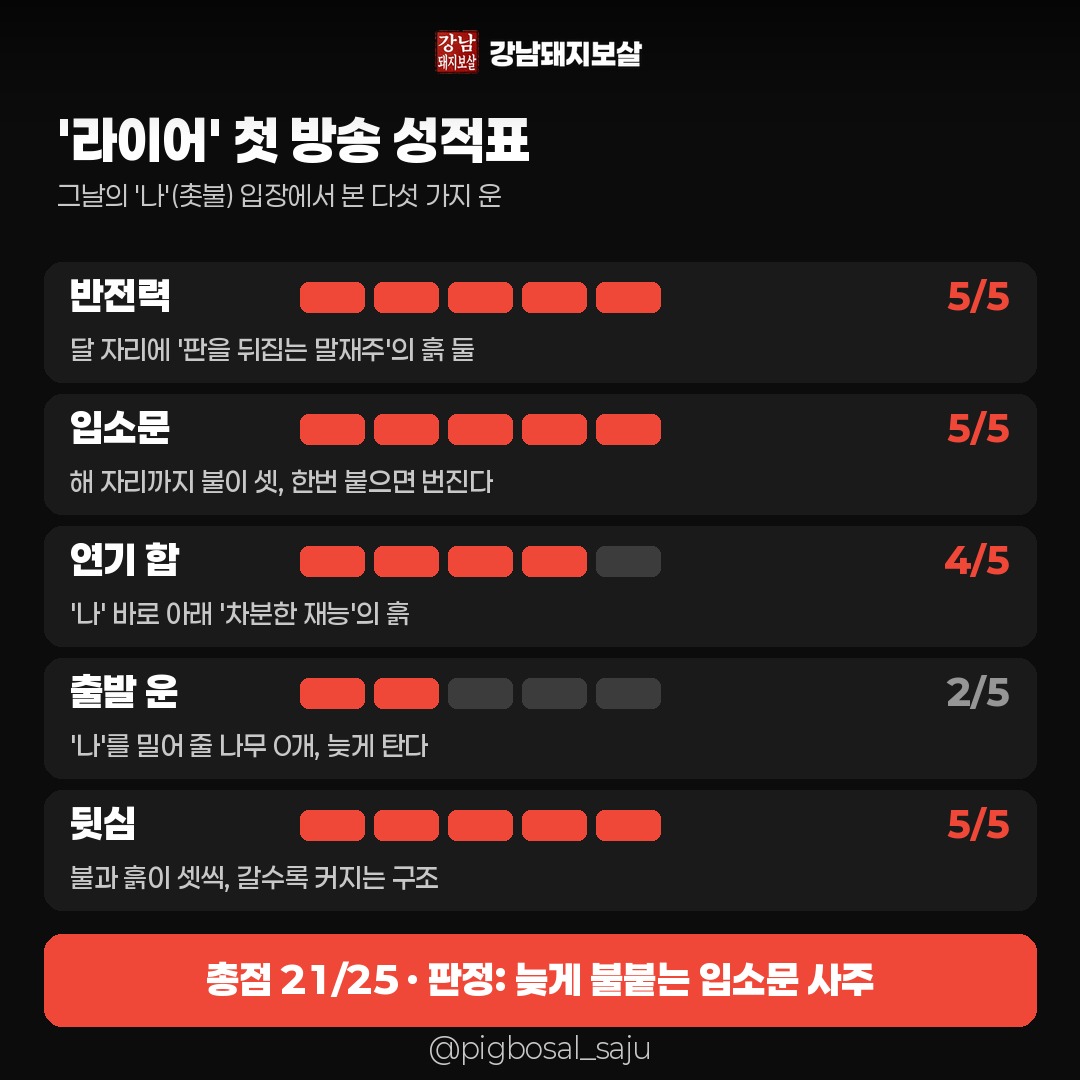 강남
돼지보살
강남돼지보살
'라이어' 첫 방송 성적표
그날의 '나'(촛불) 입장에서 본 다섯 가지 운
반전력 5/5
달 자리에 '판을 뒤집는 말재주'의 흙 둘
입소문 5/5
해 자리까지 불이 셋, 한번 붙으면 번진다
연기 합 4/5
'나' 바로 아래 '차분한 재능'의 흙
출발 운 2/5
'나'를 밀어 줄 나무 0개, 늦게 탄다
뒷심 5/5
불과 흙이 셋씩, 갈수록 커지는 구조
총점 21/25 · 판정: 늦게 불붙는 입소문 사주
@pigbosal_saju